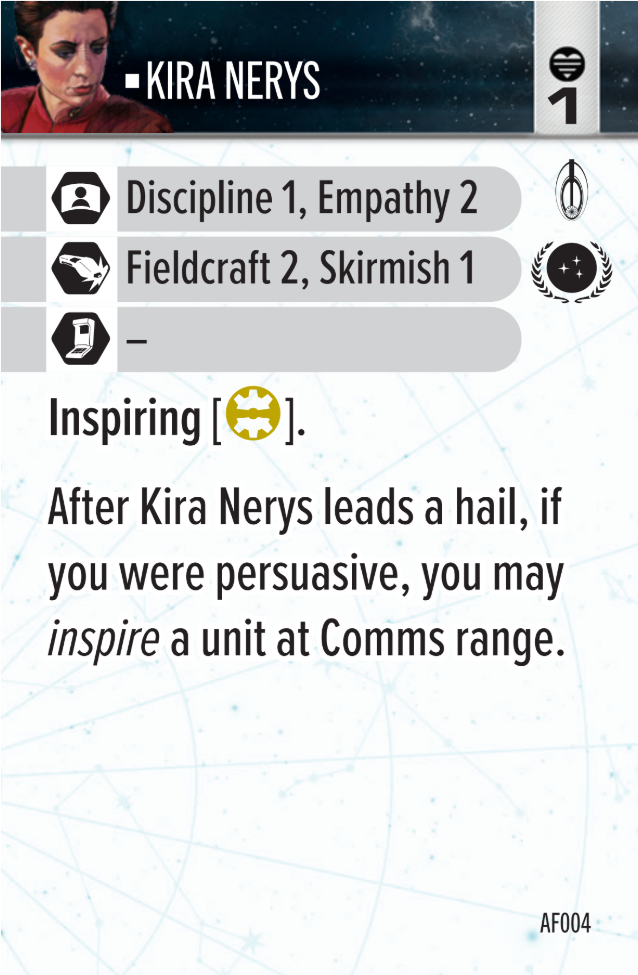 ▪ KIRA NERYS
1
Discipline 1, Empathy 2
Fieldcraft 2, Skirmish 1
–
Inspiring [ ].
After Kira Nerys leads a hail, if
you were persuasive, you may
inspire a unit at Comms range.
AF004